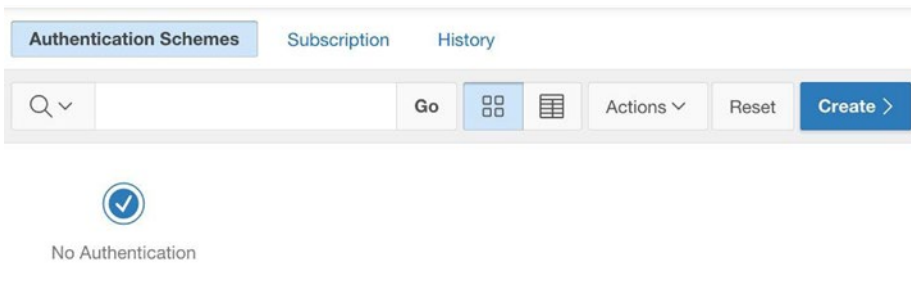 Authentication Schemes Subscription History
Go Actions Reset Create >
No Authentication